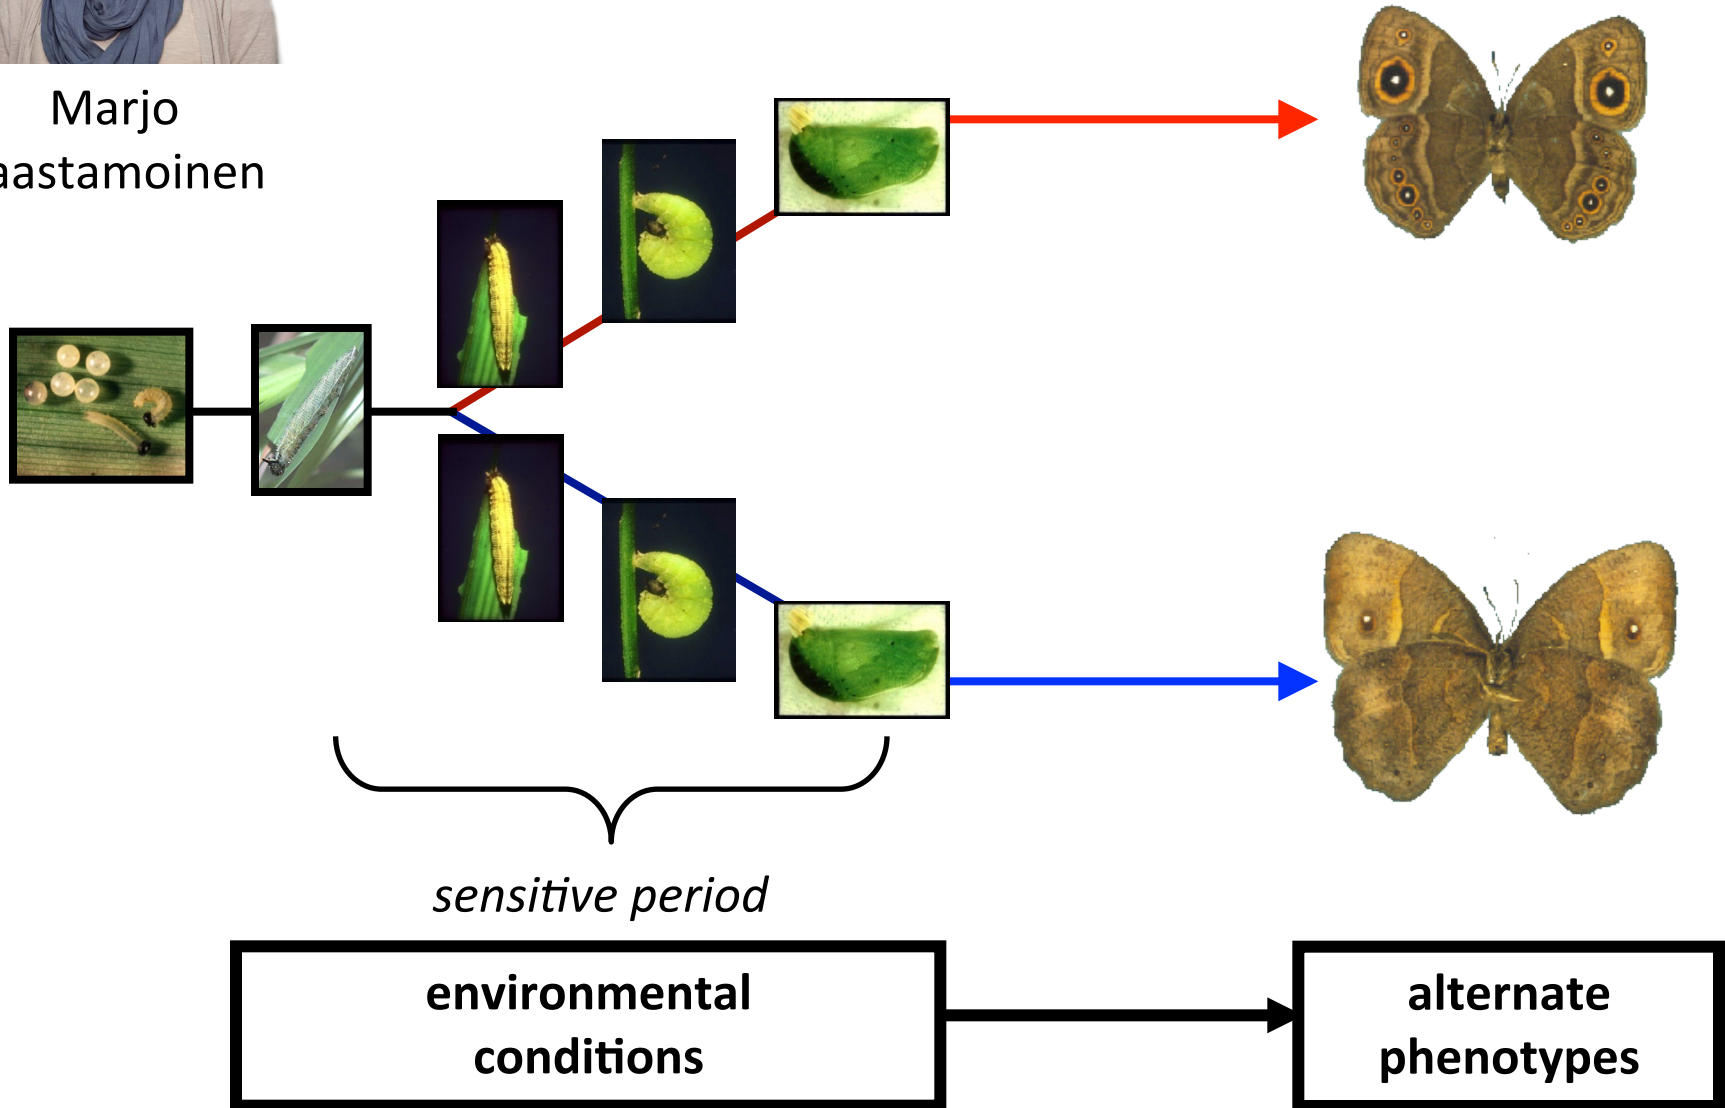 Marjo
aastamoinen
sensitive period
environmental
conditions
alternate
phenotypes